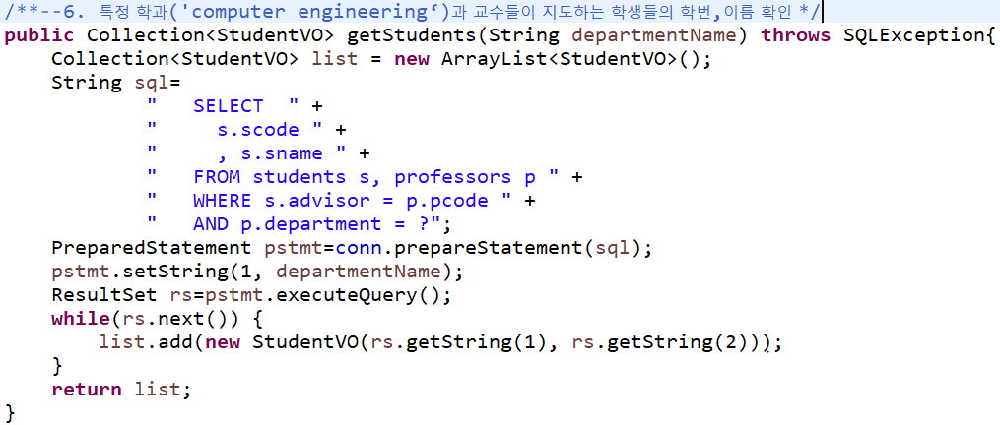 /**--6. 특정 학과('computer engineering‘)과 교수들이 지도하는 학생들의 학번,이름 확인 */
public Collection<StudentVO> getStudents(String departmentName) throws SQLException{
    Collection<StudentVO> list = new ArrayList<StudentVO>();
    String sql=
            "   SELECT  " +
            "     s.scode " +
            "     , s.sname " +
            "   FROM students s, professors p " +
            "   WHERE s.advisor = p.pcode " +
            "   AND p.department = ?";
    PreparedStatement pstmt=conn.prepareStatement(sql);
    pstmt.setString(1, departmentName);
    ResultSet rs=pstmt.executeQuery();
    while(rs.next()) {
        list.add(new StudentVO(rs.getString(1), rs.getString(2)));
    }
    return list;
}